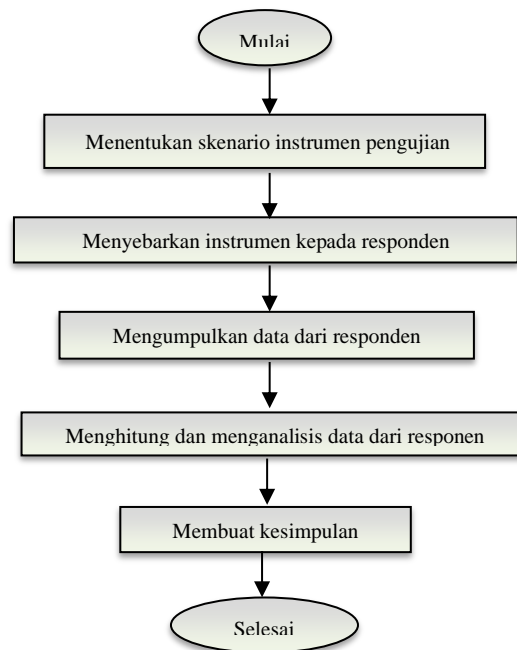 Mulai
Menentukan skenario instrumen pengujian
Menyebarkan instrumen kepada responden
Mengumpulkan data dari responden
Menghitung dan menganalisis data dari responen
Membuat kesimpulan
Selesai